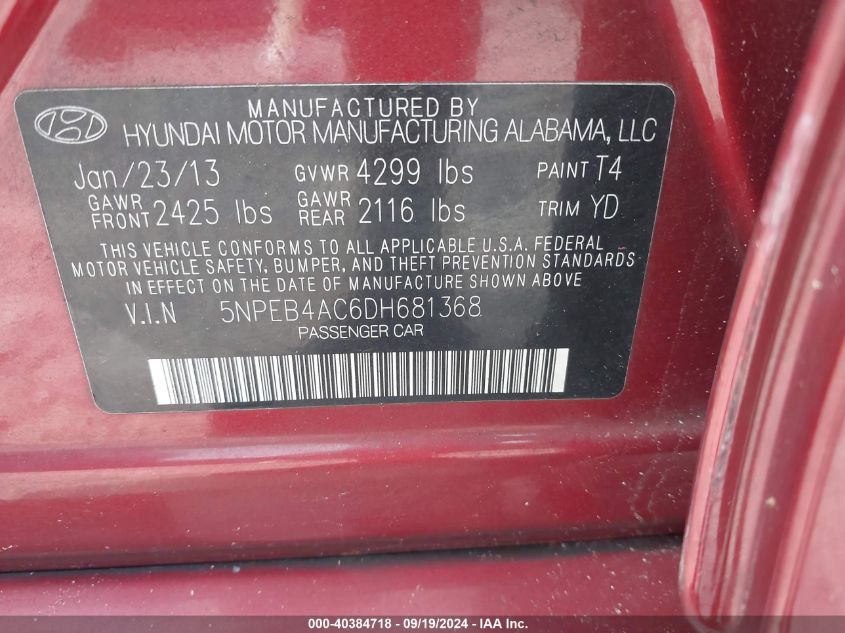 MANUFACTURED BY
HYUNDAI MOTOR MANUFACTURING ALABAMA, LLC
Jan/23/13 GVWR 4299 lbs PAINT T4
GAWR FRONT 2425 lbs GAWR REAR 2116 lbs TRIM YD
THIS VEHICLE CONFORMS TO ALL APPLICABLE U.S.A. FEDERAL
MOTOR VEHICLE SAFETY, BUMPER, AND THEFT PREVENTION STANDARDS
IN EFFECT ON THE DATE OF MANUFACTURE SHOWN ABOVE
V.I.N 5NPEB4AC6DH681368
PASSENGER CAR
000-40384718 - 09/19/2024 - IAA Inc.